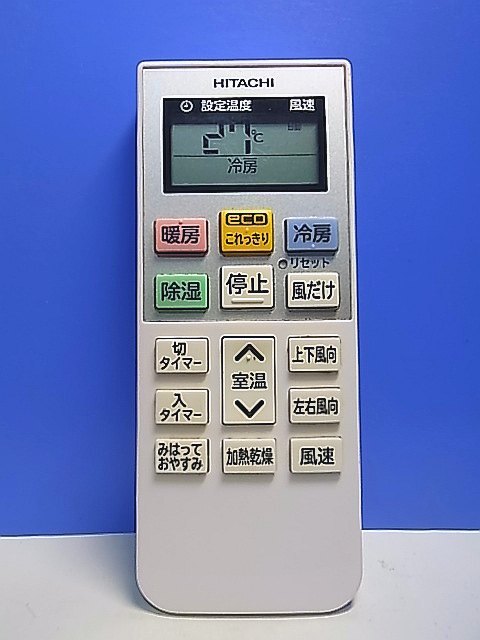 HITACHI
設定温度 風速
27℃
冷房
暖房
eco
これっきり
冷房
リセット
除湿
停止
風だけ
切
タイマー
室温
上下風向
入
タイマー
左右風向
みはって
おやすみ
加熱乾燥
風速